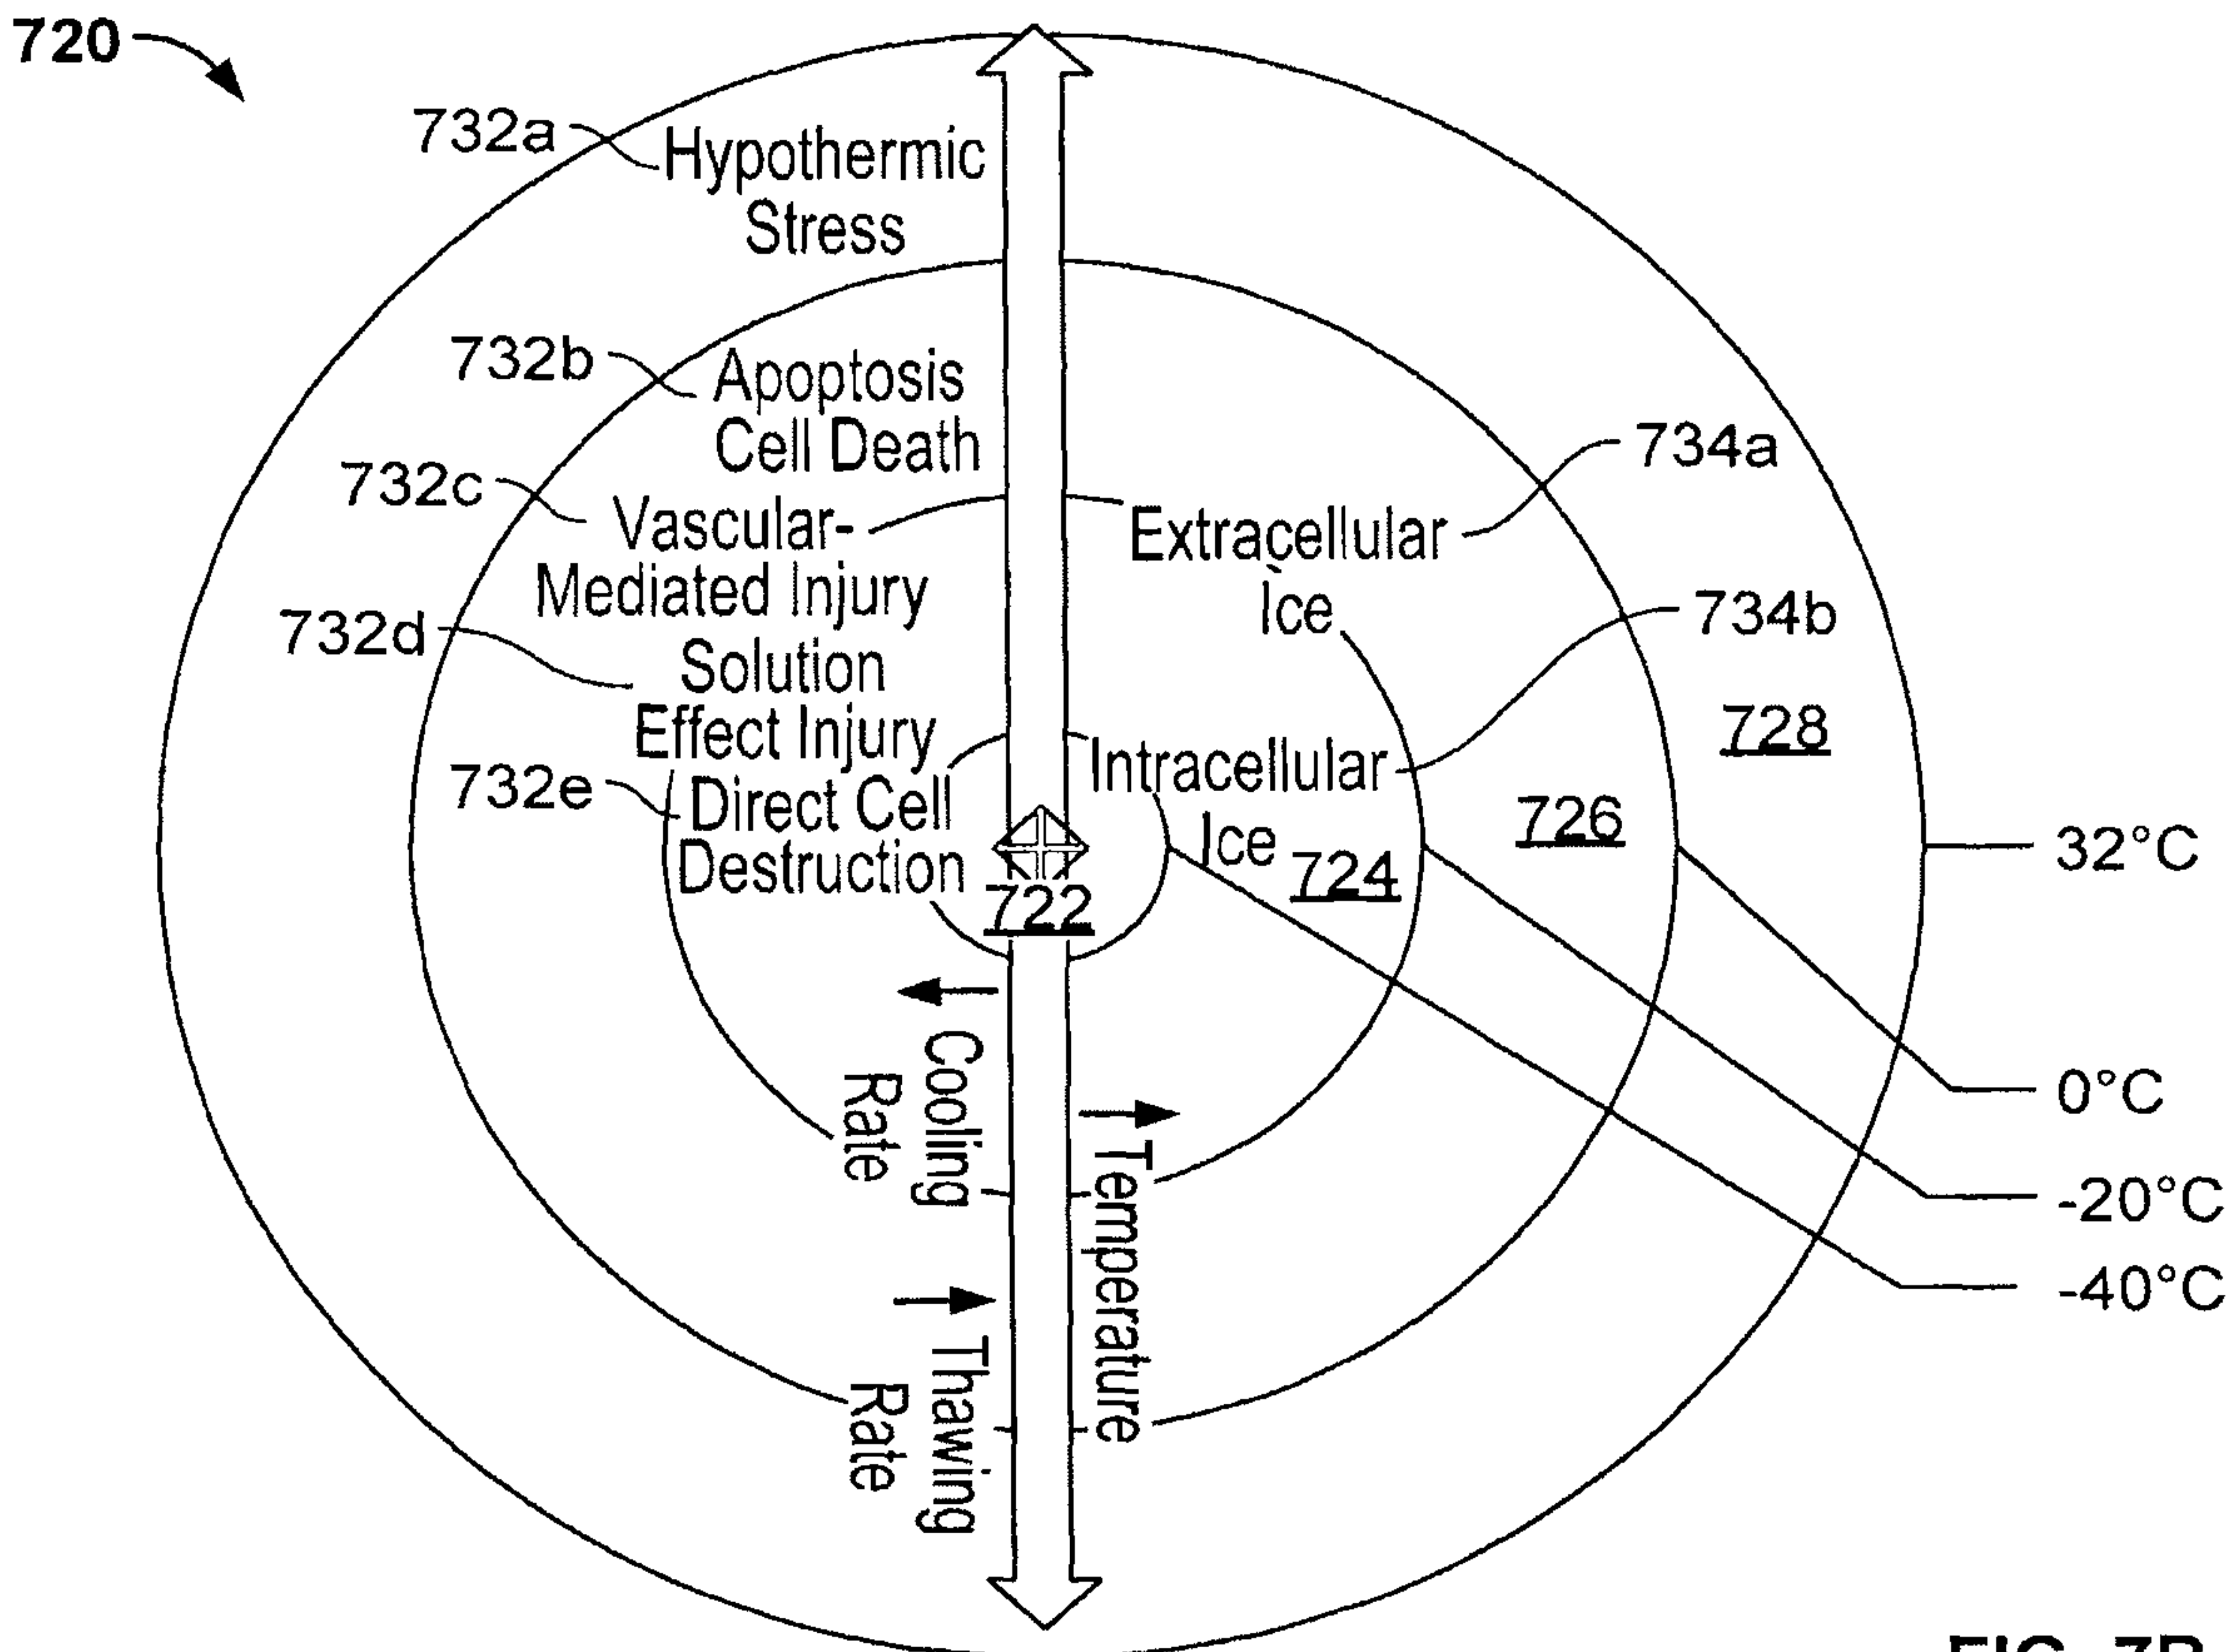 720
732a
Hypothermic
Stress
732b
Apoptosis
Cell Death
732c
Vascular-
Mediated Injury
732d
Solution
Effect Injury
732e
Direct Cell
Destruction
734a
Extracellular
Ice
734b
Intracellular
Ice
722
724
726
728
32°C
0°C
-20°C
-40°C
Cooling
Rate
Temperature
Thawing
Rate